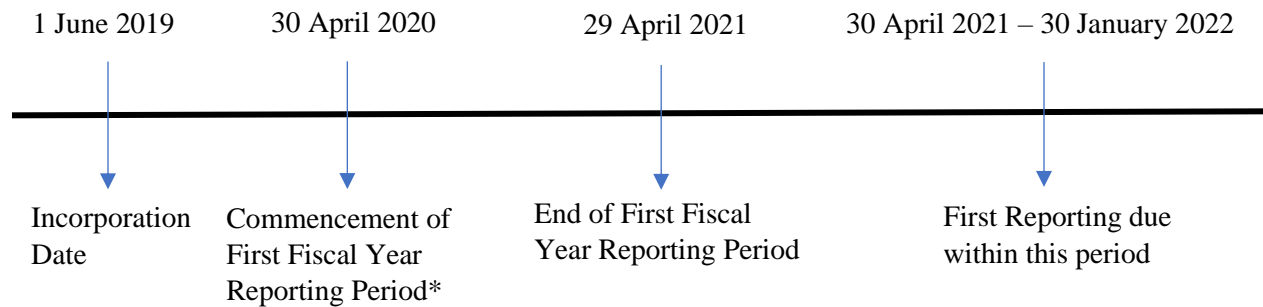 1 June 2019
30 April 2020
29 April 2021
30 April 2021 – 30 January 2022
Incorporation
Date
Commencement of
First Fiscal Year
Reporting Period*
End of First Fiscal
Year Reporting Period
First Reporting due
within this period